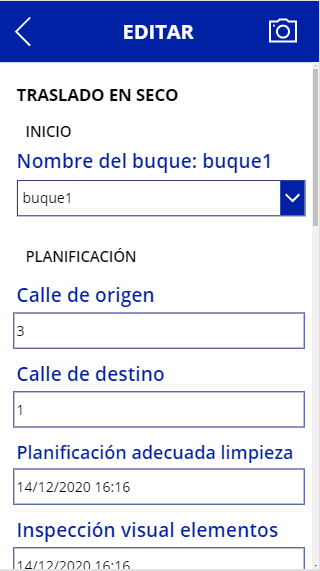 EDITAR
TRASLADO EN SECO
INICIO
Nombre del buque: buque1
buque1
PLANIFICACIÓN
Calle de origen
3
Calle de destino
1
Planificación adecuada limpieza
14/12/2020 16:16
Inspección visual elementos
14/12/2020 16:16